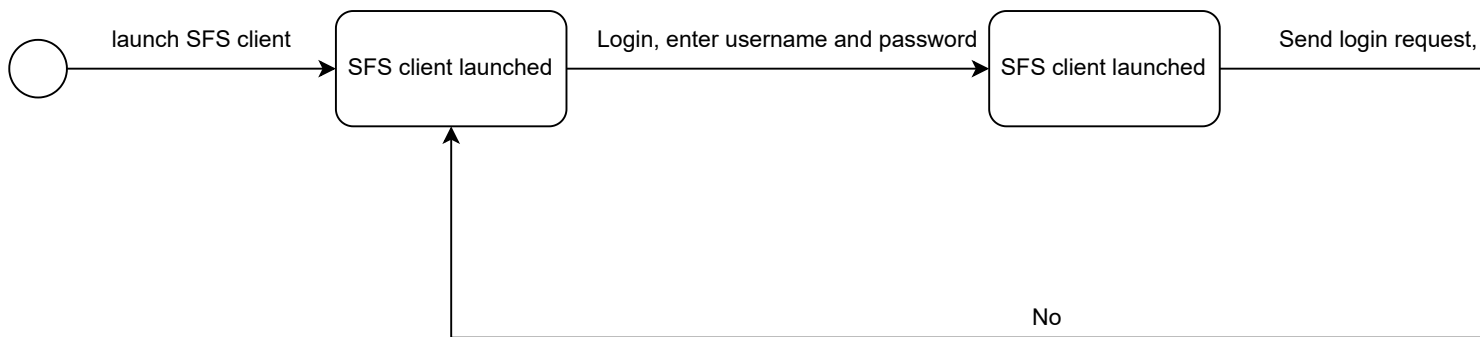 launch SFS client
SFS client launched
Login, enter username and password
SFS client launched
Send login request,
No